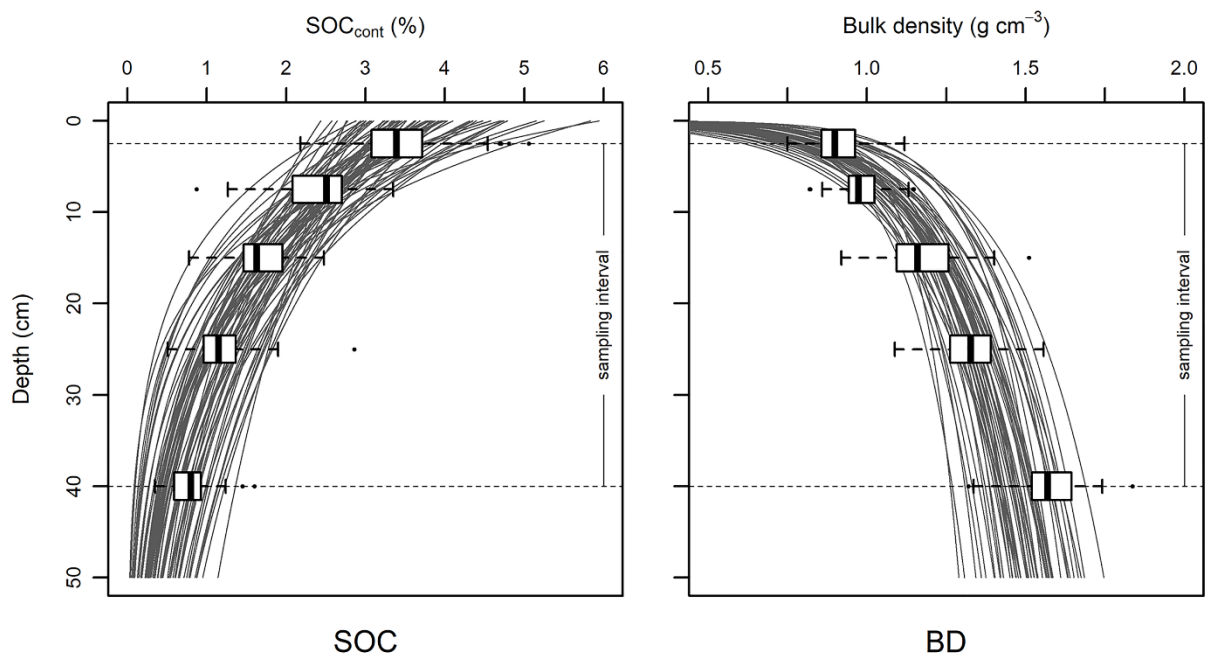 SOCcont (%)
0 1 2 3 4 5 6
Bulk density (g cm−3)
0.5 1.0 1.5 2.0
Depth (cm)
0
10
20
30
40
50
sampling interval
sampling interval
SOC
BD